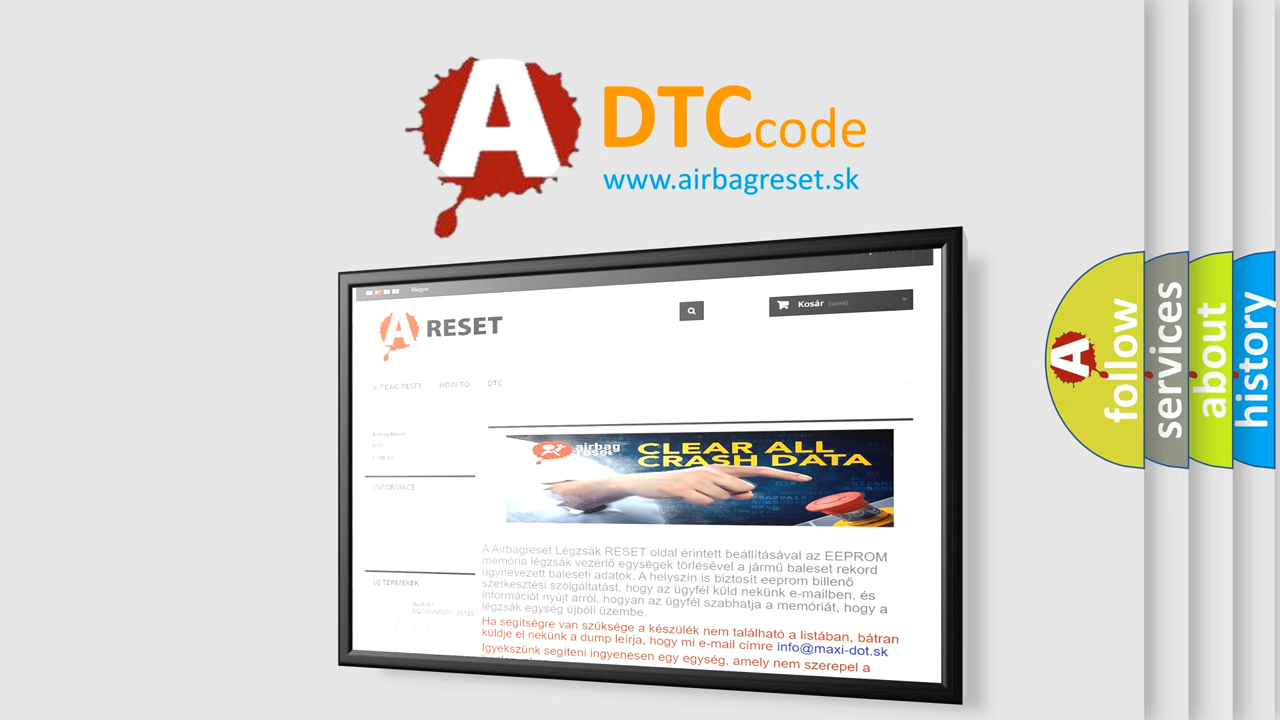 A
DTC code
www.airbagreset.sk
Magyar
A RESET
Kosár (üres)
AIRBAG RESET HOW TO DTC
INFORMACE
airbag reset
CLEAR ALL
CRASH DATA
A Airbagreset Légzsák RESET oldal érintett beállításával az EEPROM
memória légzsák vezérlő egységek törlésével a jármű baleset rekord
úgynevezett baleseti adatok. A helyszín is biztosít eeprom billenő
szerkesztési szolgáltatást, hogy az ügyfél küld nekünk e-mailben, és
információt nyújt arról, hogyan az ügyfél szabhatja a memóriát, hogy a
légzsák egység újbóli üzembe.
Ha segítségre van szüksége a készülék nem található a listában, bátran
küldje el nekünk a dump leírja, hogy mi e-mail címre info@maxi-dot.sk
Igyekszünk segíteni ingyenesen egy egység, amely nem szerepel a
ÚJ TERMÉKEK
A
follow
services
about
history